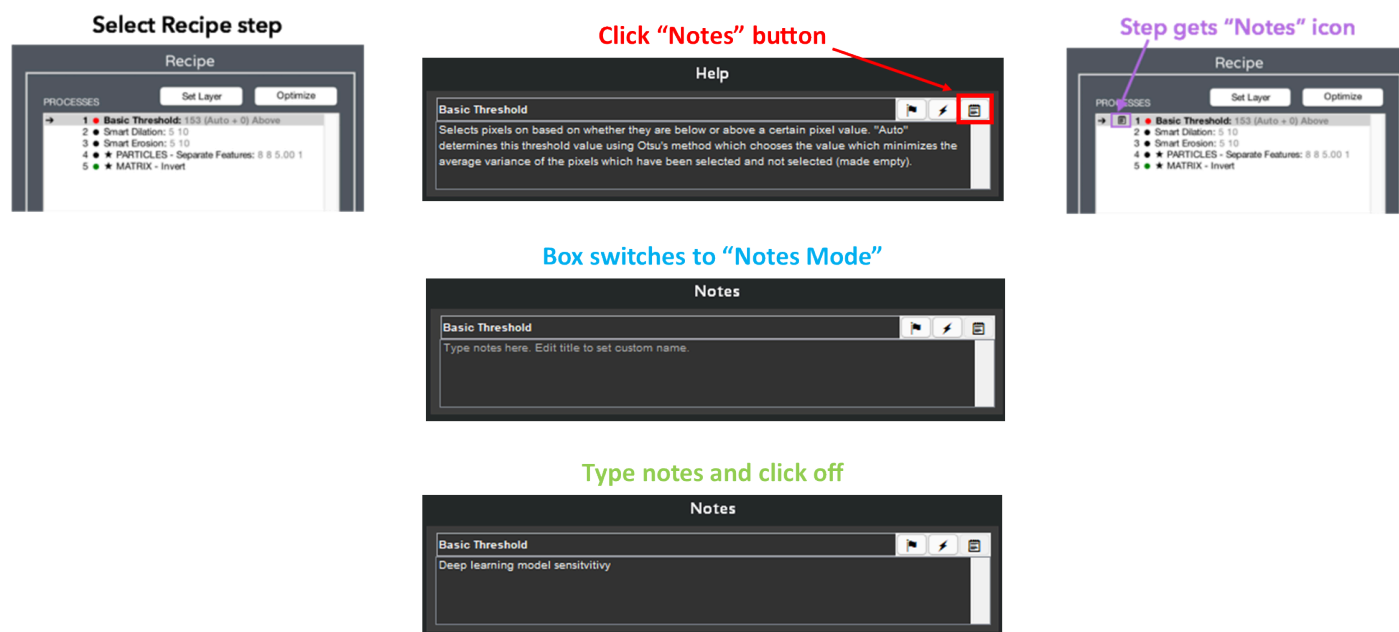 Select Recipe step
Recipe
PROCESSES
Set Layer
Optimize
→ 1 ● Basic Threshold: 153 (Auto + 0) Above
2 ● Smart Dilation: 5 10
3 ● Smart Erosion: 5 10
4 ● ★ PARTICLES - Separate Features: 8 8 5.00 1
5 ● ★ MATRIX - Invert
Click “Notes” button
Help
Basic Threshold
Selects pixels on based on whether they are below or above a certain pixel value. "Auto"
determines this threshold value using Otsu's method which chooses the value which minimizes the
average variance of the pixels which have been selected and not selected (made empty).
Step gets “Notes” icon
Recipe
PROCESSES
Set Layer
Optimize
→ 1 ● Basic Threshold: 153 (Auto + 0) Above
2 ● Smart Dilation: 5 10
3 ● Smart Erosion: 5 10
4 ● ★ PARTICLES - Separate Features: 8 8 5.00 1
5 ● ★ MATRIX - Invert
Box switches to “Notes Mode”
Notes
Basic Threshold
Type notes here. Edit title to set custom name.
Type notes and click off
Notes
Basic Threshold
Deep learning model sensitvitivy